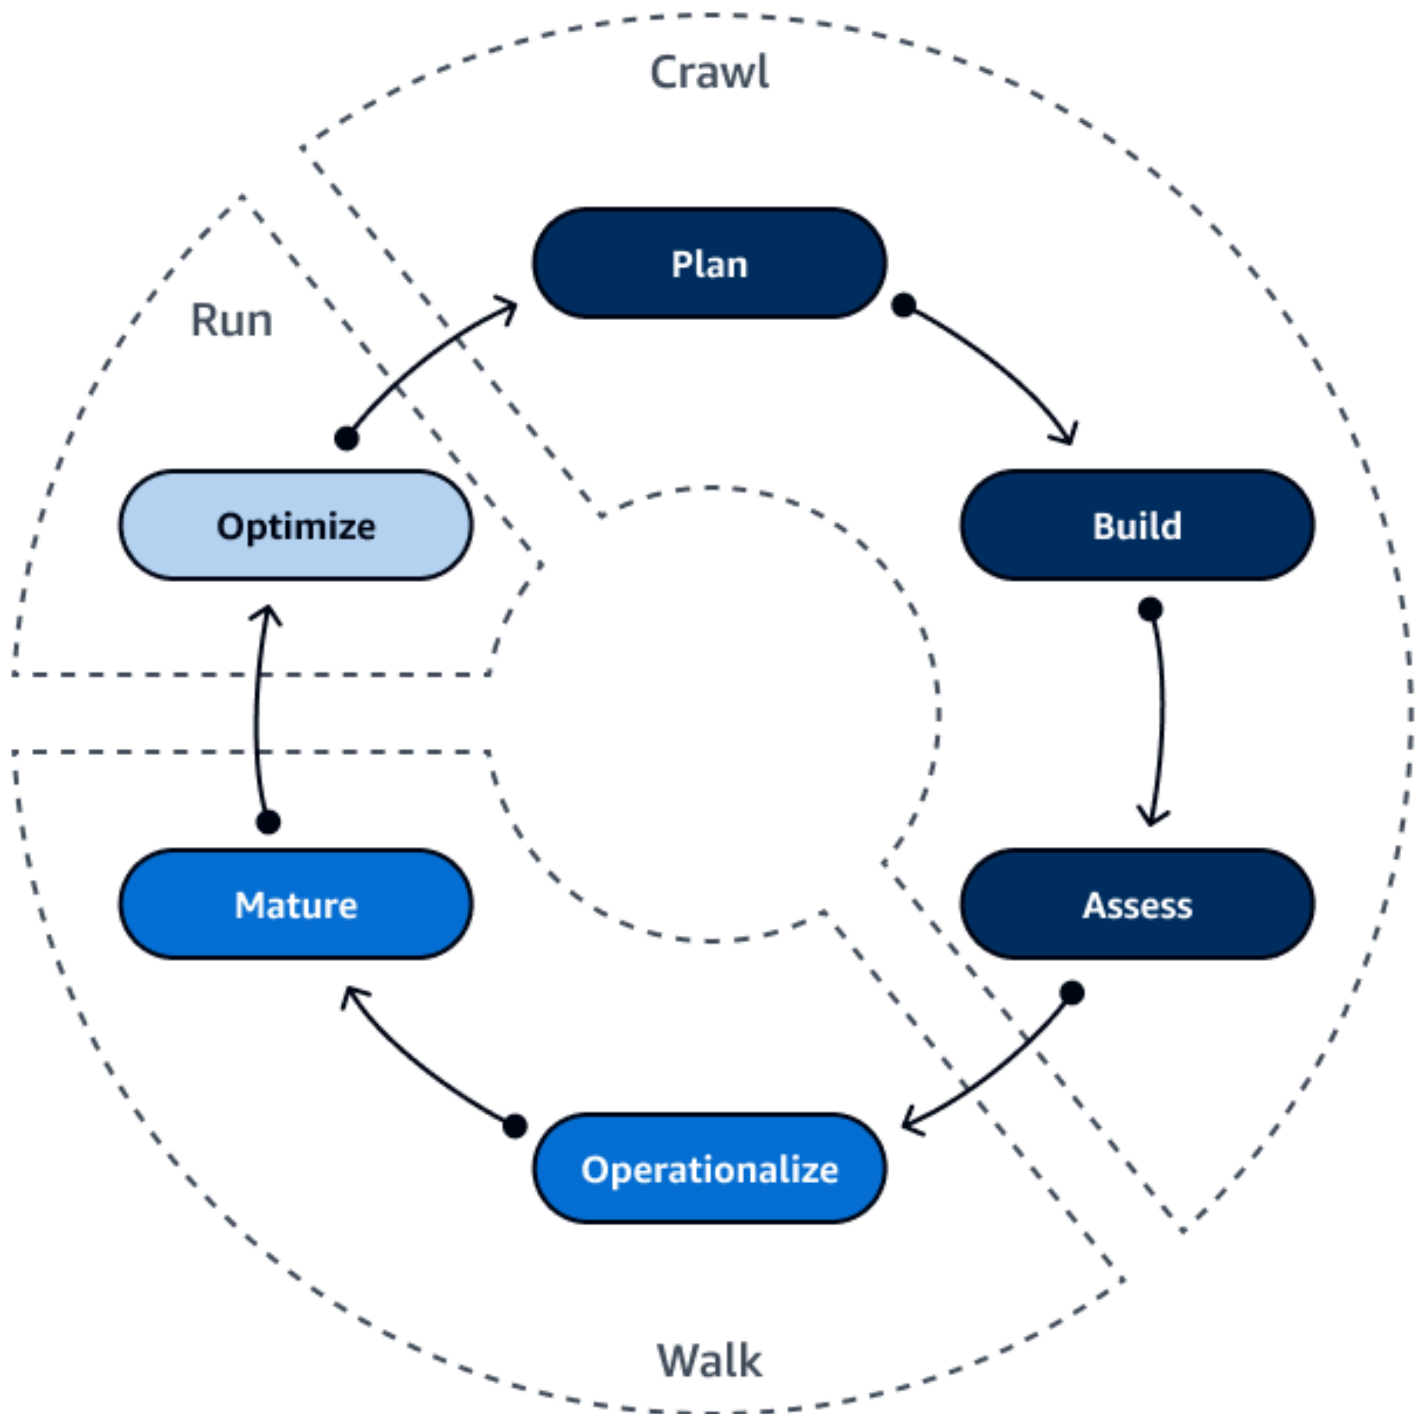 Crawl
Plan
Run
Optimize
Build
Mature
Assess
Operationalize
Walk